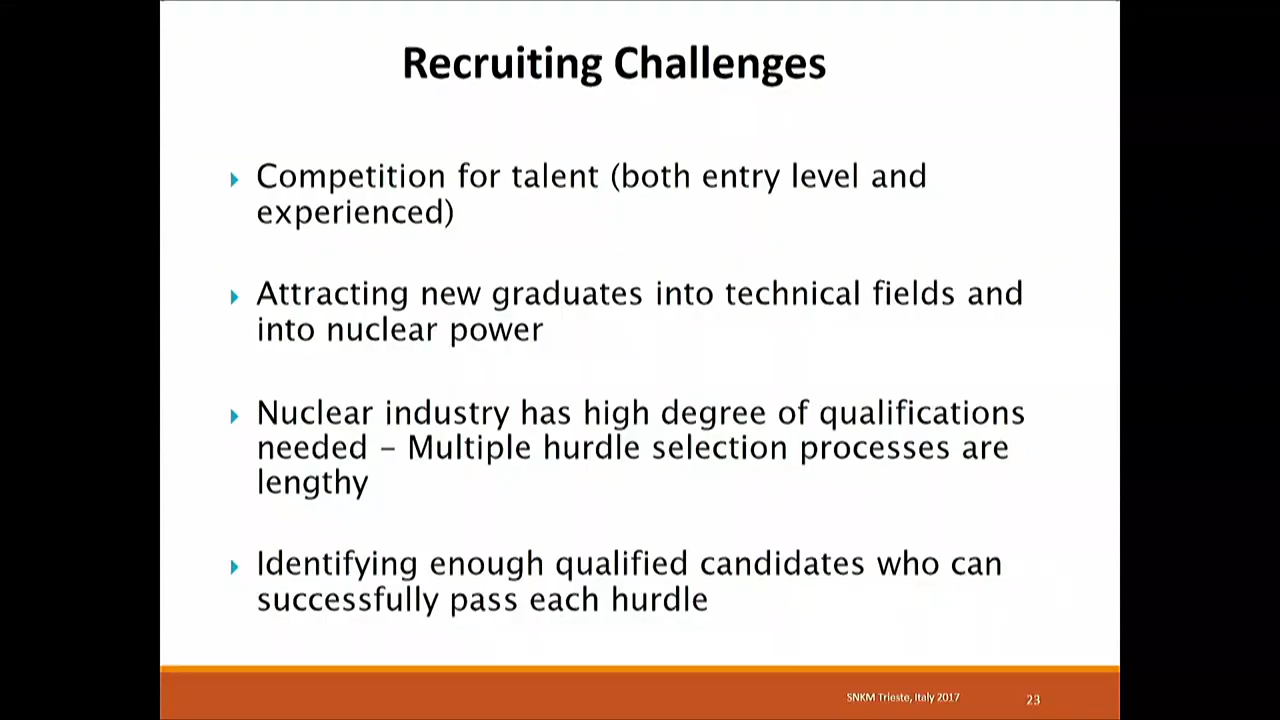 Recruiting Challenges
Competition for talent (both entry level and
experienced)
Attracting new graduates into technical fields and
into nuclear power
Nuclear industry has high degree of qualifications
needed – Multiple hurdle selection processes are
lengthy
Identifying enough qualified candidates who can
successfully pass each hurdle
SNKM Trieste, Italy 2017
23